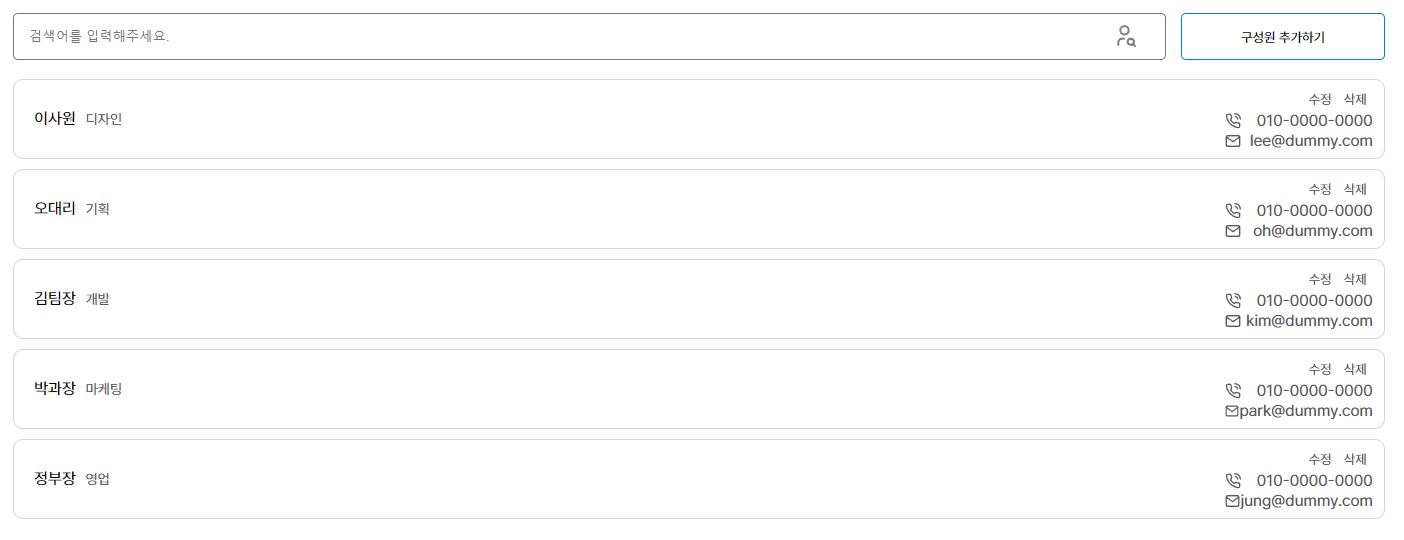 검색어를 입력해주세요.
구성원 추가하기
수정 삭제
이사원 디자인
010-0000-0000
lee@dummy.com
수정 삭제
오대리 기획
010-0000-0000
oh@dummy.com
수정 삭제
김팀장 개발
010-0000-0000
kim@dummy.com
수정 삭제
박과장 마케팅
010-0000-0000
park@dummy.com
수정 삭제
정부장 영업
010-0000-0000
jung@dummy.com